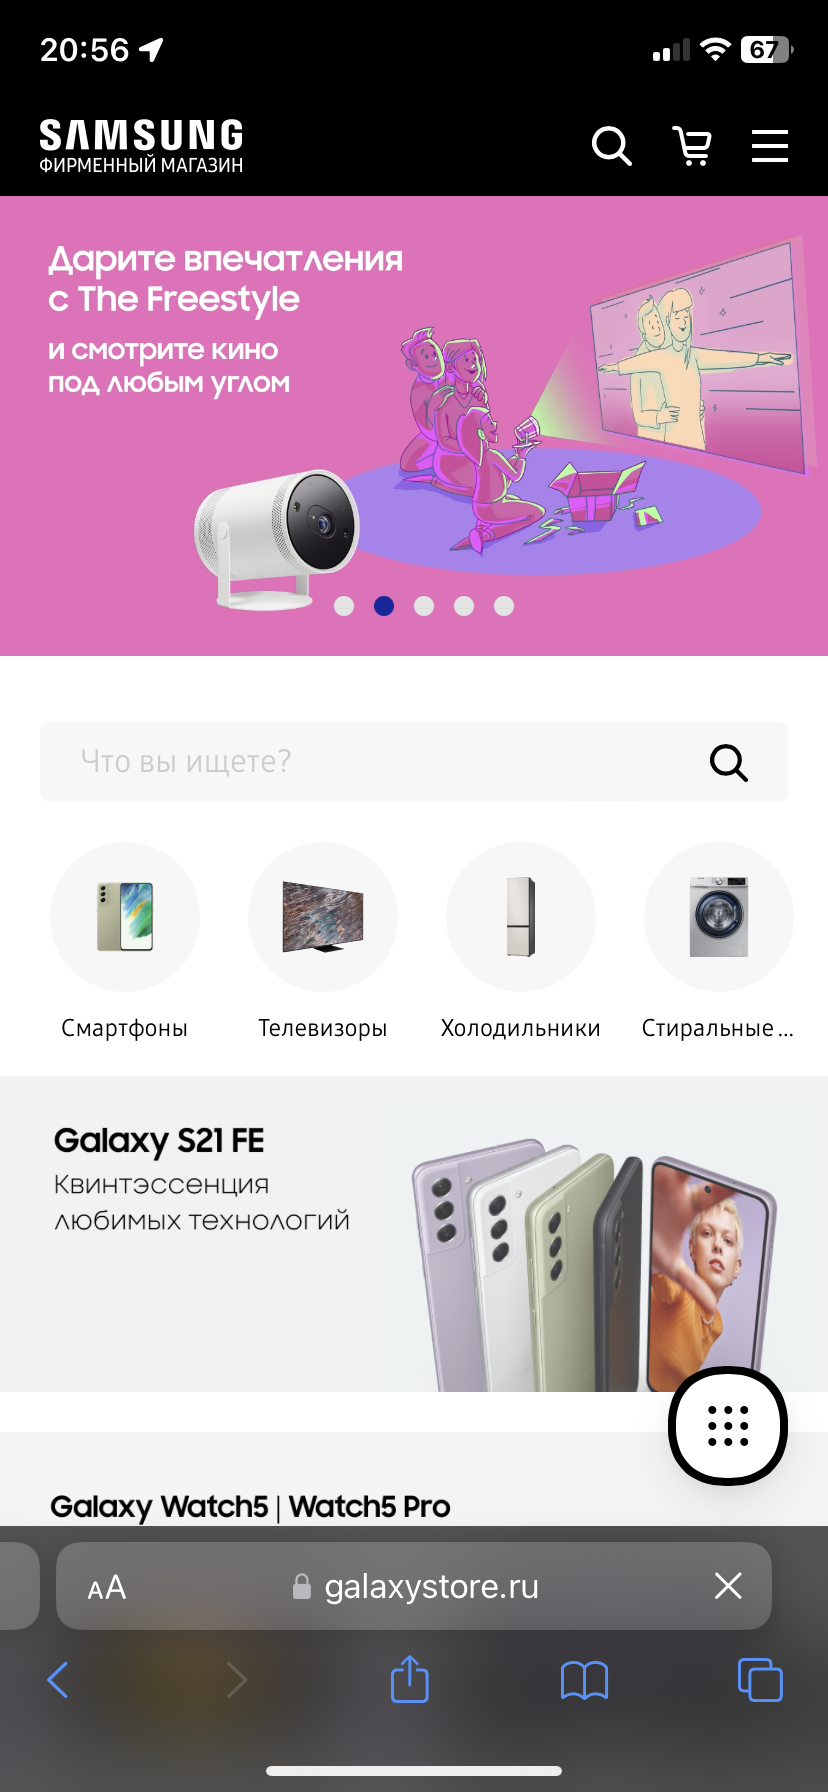 20:56
67
SAMSUNG
ФИРМЕННЫЙ МАГАЗИН
Дарите впечатления
с The Freestyle
и смотрите кино
под любым углом
Что вы ищете?
Смартфоны
Телевизоры
Холодильники
Стиральные ...
Galaxy S21 FE
Квинтэссенция
любимых технологий
Galaxy Watch5 | Watch5 Pro
AA
galaxystore.ru